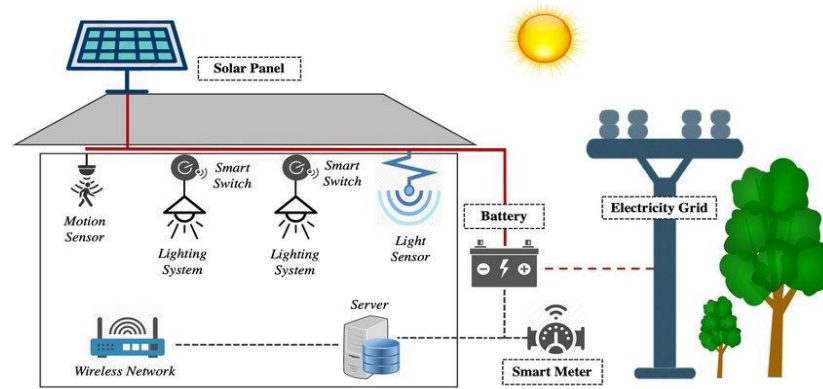 Solar Panel
Smart
Switch
Smart
Switch
Motion
Sensor
Lighting
System
Lighting
System
Light
Sensor
Battery
Electricity Grid
Server
Wireless Network
Smart Meter